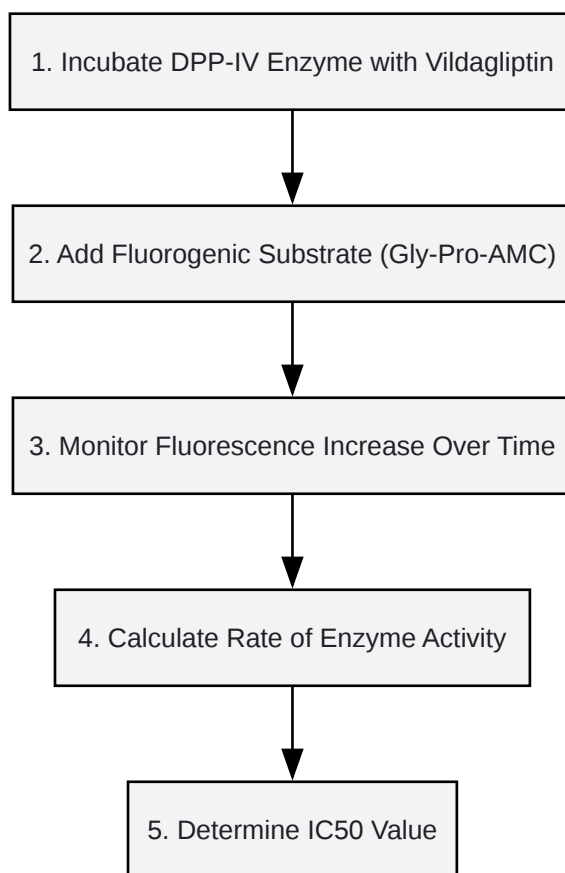 1. Incubate DPP-IV Enzyme with Vildagliptin
2. Add Fluorogenic Substrate (Gly-Pro-AMC)
3. Monitor Fluorescence Increase Over Time
4. Calculate Rate of Enzyme Activity
5. Determine IC50 Value